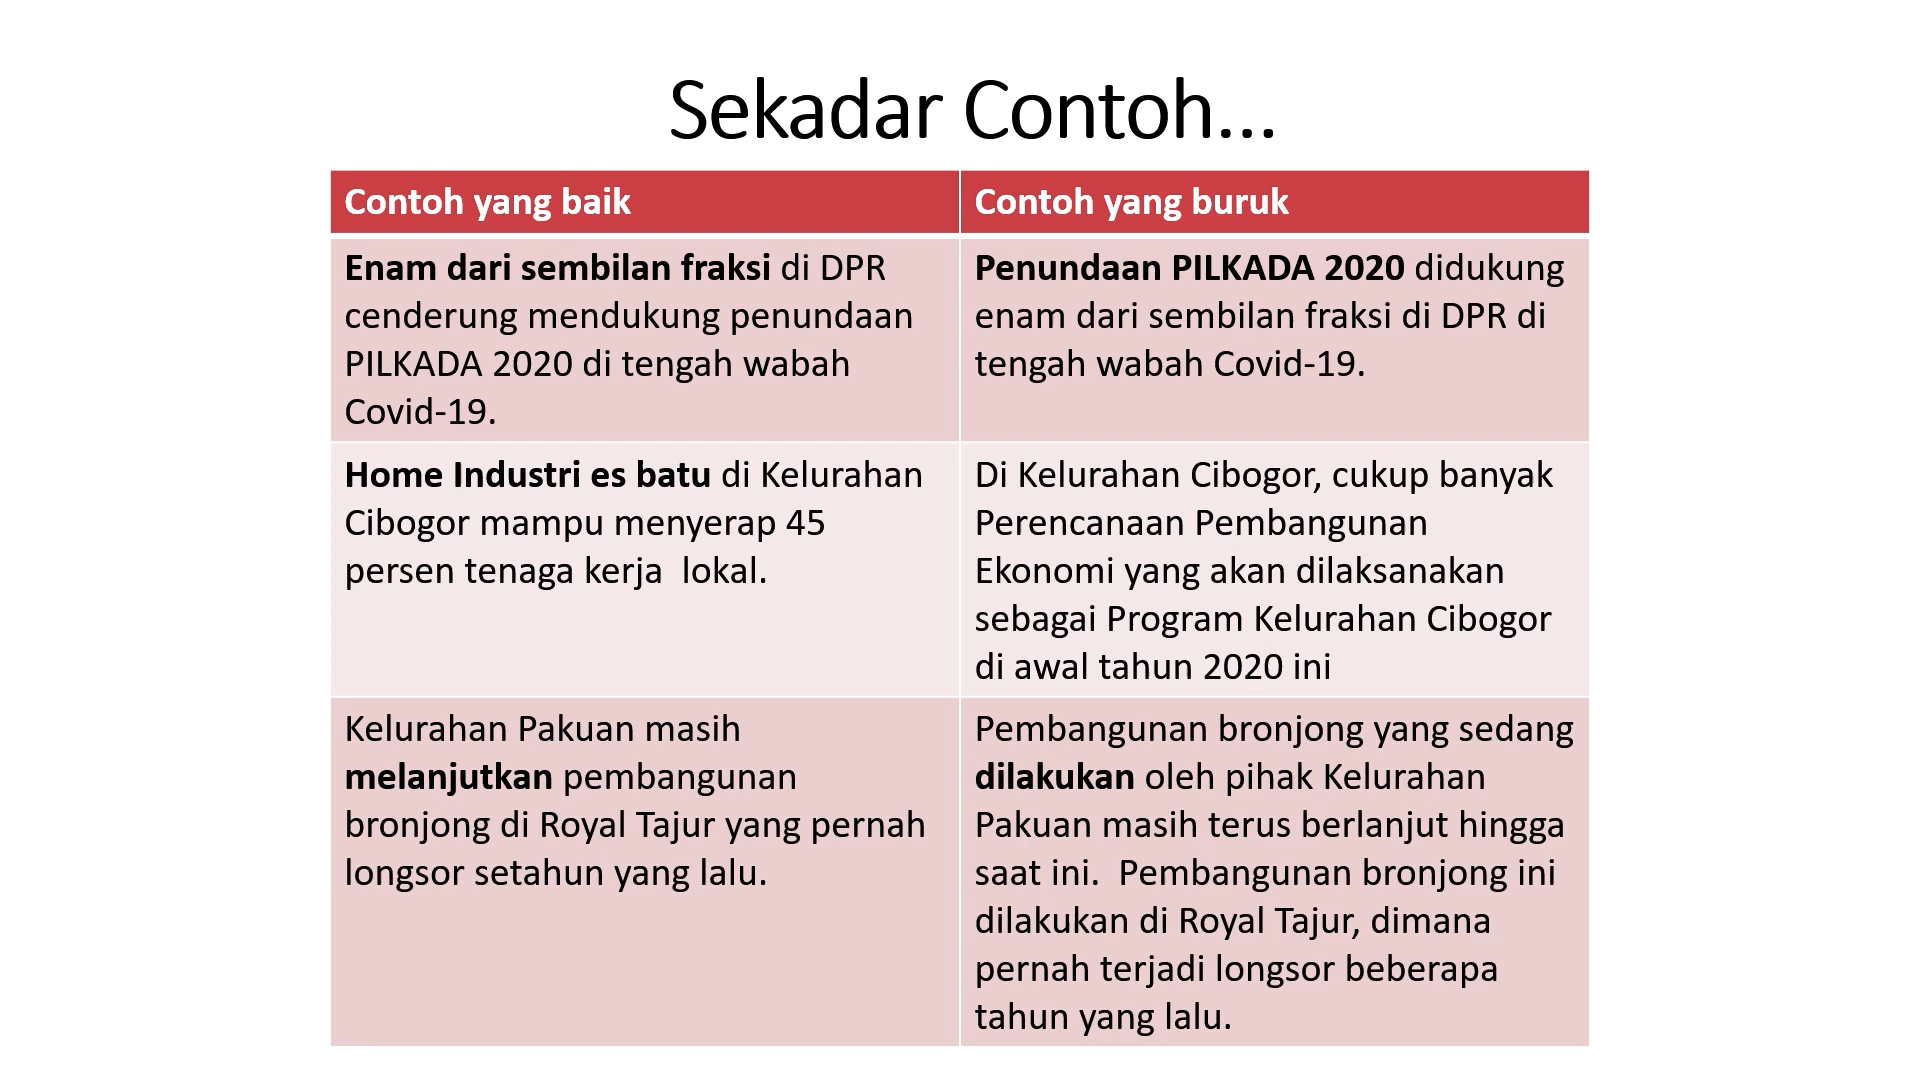 Sekadar Contoh...
Contoh yang baik
Contoh yang buruk
Enam dari sembilan fraksi di DPR
cenderung mendukung penundaan
PILKADA 2020 di tengah wabah
Covid-19.
Penundaan PILKADA 2020 didukung
enam dari sembilan fraksi di DPR di
tengah wabah Covid-19.
Home Industri es batu di Kelurahan
Cibogor mampu menyerap 45
persen tenaga kerja  lokal.
Di Kelurahan Cibogor, cukup banyak
Perencanaan Pembangunan
Ekonomi yang akan dilaksanakan
sebagai Program Kelurahan Cibogor
di awal tahun 2020 ini
Kelurahan Pakuan masih
melanjutkan pembangunan
bronjong di Royal Tajur yang pernah
longsor setahun yang lalu.
Pembangunan bronjong yang sedang
dilakukan oleh pihak Kelurahan
Pakuan masih terus berlanjut hingga
saat ini.  Pembangunan bronjong ini
dilakukan di Royal Tajur, dimana
pernah terjadi longsor beberapa
tahun yang lalu.